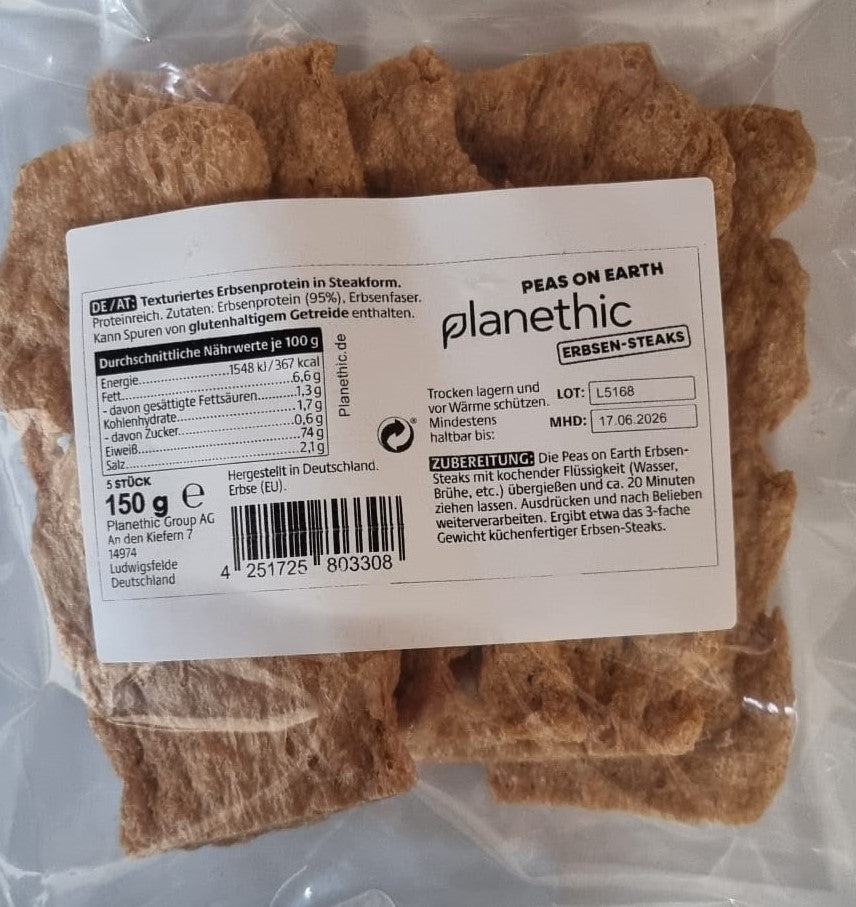 DE/AT: Texturiertes Erbsenprotein in Steakform.
Proteinreich. Zutaten: Erbsenprotein (95%), Erbsenfaser.
Kann Spuren von glutenhaltigem Getreide enthalten.
Durchschnittliche Nährwerte je 100 g
Energie...................1548 kJ/367 kcal
Fett...................................6,6 g
- davon gesättigte Fettsäuren..........1,3 g
Kohlenhydrate..........................1,7 g
- davon Zucker.........................0,6 g
Eiweiß..................................74 g
Salz...................................2,1 g
Planethic.de
5 STÜCK
150 g e
Planethic Group AG
An den Kiefern 7
14974
Ludwigsfelde
Deutschland
Hergestellt in Deutschland.
Erbse (EU).
4 251725 803308
PEAS ON EARTH
planethic
ERBSEN-STEAKS
Trocken lagern und
vor Wärme schützen.
Mindestens
haltbar bis:
LOT: L5168
MHD: 17.06.2026
ZUBEREITUNG: Die Peas on Earth Erbsen-
Steaks mit kochender Flüssigkeit (Wasser,
Brühe, etc.) übergießen und ca. 20 Minuten
ziehen lassen. Ausdrücken und nach Belieben
weiterverarbeiten. Ergibt etwa das 3-fache
Gewicht küchenfertiger Erbsen-Steaks.